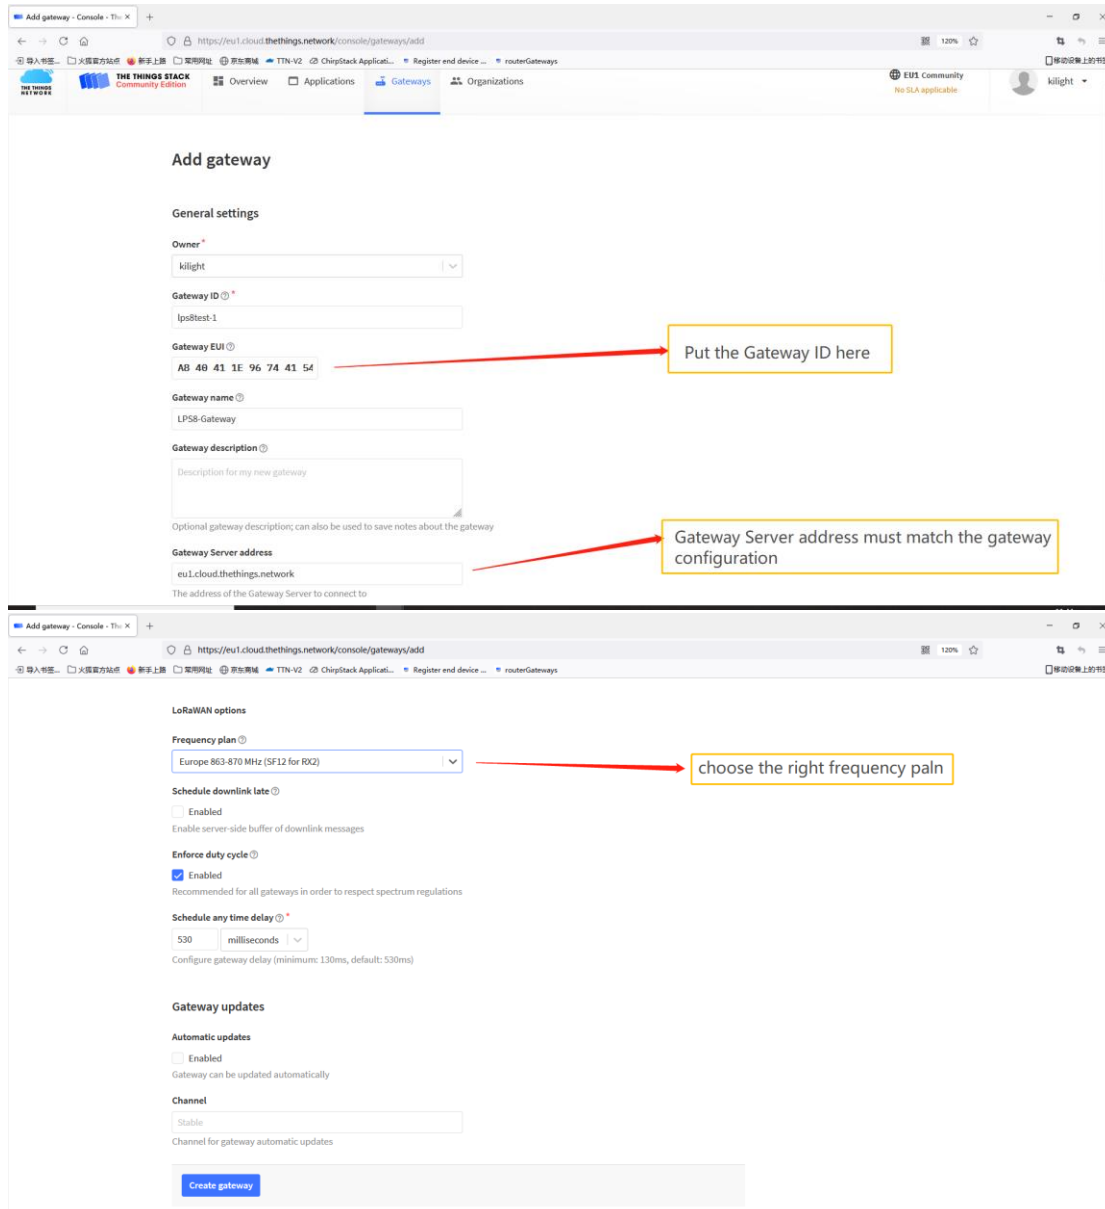 Add gateway - Console - The
https://eu1.cloud.thethings.network/console/gateways/add
120%
导入书签... 火狐官方站点 新手上路 常用网址 京东商城 TTN-V2 ChirpStack Applicati... Register end device ... routerGateways
移动设备上的书签
THE THINGS NETWORK
THE THINGS STACK
Community Edition
Overview
Applications
Gateways
Organizations
EU1 Community
No SLA applicable
kilight
Add gateway
General settings
Owner *
kilight
Gateway ID *
lps8test-1
Gateway EUI
A8 40 41 1E 96 74 41 54
Put the Gateway ID here
Gateway name
LPS8-Gateway
Gateway description
Description for my new gateway
Optional gateway description; can also be used to save notes about the gateway
Gateway Server address
eu1.cloud.thethings.network
The address of the Gateway Server to connect to
Gateway Server address must match the gateway
configuration
Add gateway - Console - The
https://eu1.cloud.thethings.network/console/gateways/add
120%
导入书签... 火狐官方站点 新手上路 常用网址 京东商城 TTN-V2 ChirpStack Applicati... Register end device ... routerGateways
移动设备上的书签
LoRaWAN options
Frequency plan
Europe 863-870 MHz (SF12 for RX2)
choose the right frequency paln
Schedule downlink late
Enabled
Enable server-side buffer of downlink messages
Enforce duty cycle
Enabled
Recommended for all gateways in order to respect spectrum regulations
Schedule any time delay *
530 milliseconds
Configure gateway delay (minimum: 130ms, default: 530ms)
Gateway updates
Automatic updates
Enabled
Gateway can be updated automatically
Channel
Stable
Channel for gateway automatic updates
Create gateway